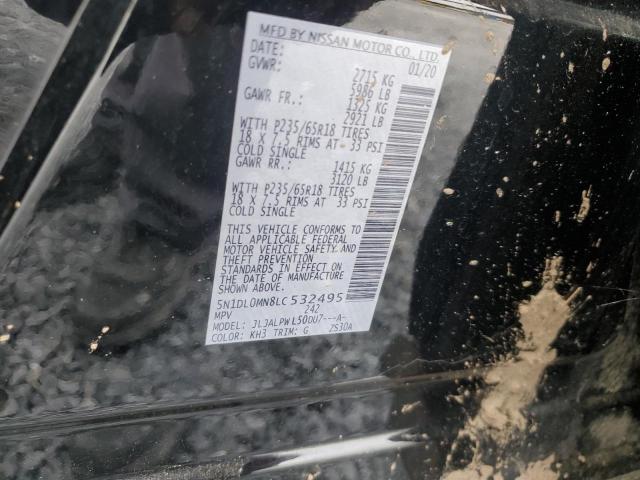 MFD BY NISSAN MOTOR CO., LTD.
DATE: 01/20
GVWR: 2715 KG
5986 LB
GAWR FR.: 1325 KG
2921 LB
WITH P235/65R18 TIRES
18 X 7.5 RIMS AT 33 PSI
COLD SINGLE
GAWR RR.: 1415 KG
3120 LB
WITH P235/65R18 TIRES
18 X 7.5 RIMS AT 33 PSI
COLD SINGLE
THIS VEHICLE CONFORMS TO
ALL APPLICABLE FEDERAL
MOTOR VEHICLE SAFETY AND
THEFT PREVENTION
STANDARDS IN EFFECT ON
THE DATE OF MANUFACTURE
SHOWN ABOVE.
5N1DL0MN8LC532495
MPV 242
MODEL: JLJALPWL50DU7---A-
COLOR: KH3 TRIM: G ZS30A